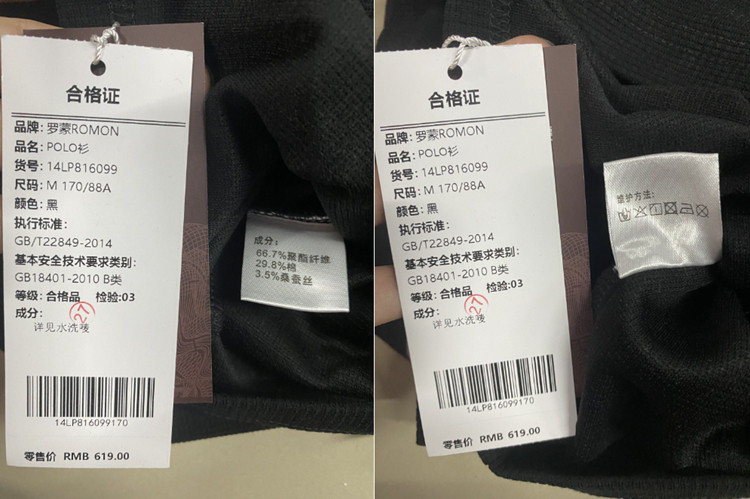 合格证
品牌: 罗蒙ROMON
品名: POLO衫
货号: 14LP816099
尺码: M 170/88A
颜色: 黑
执行标准:
GB/T22849-2014
基本安全技术要求类别:
GB18401-2010 B类
等级: 合格品 检验:03
成分:
27
详见水洗唛
14LP816099170
零售价 RMB 619.00
成分:
66.7%聚酯纤维
29.8%棉
3.5%桑蚕丝
合格证
品牌: 罗蒙ROMON
品名: POLO衫
货号: 14LP816099
尺码: M 170/88A
颜色: 黑
执行标准:
GB/T22849-2014
基本安全技术要求类别:
GB18401-2010 B类
等级: 合格品 检验:03
成分:
27
详见水洗唛
14LP816099170
零售价 RMB 619.00
维护方法: